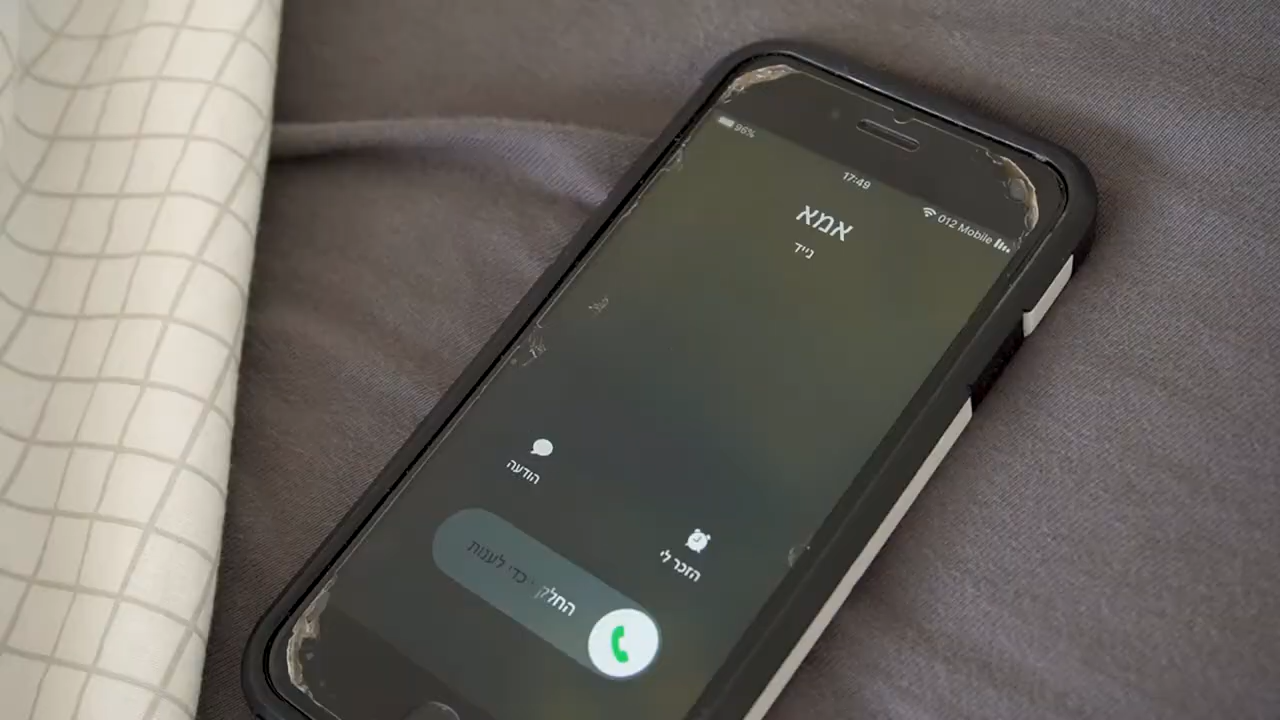 012 Mobile
17:49
96%
אמא
נייד
הודעה
הזכר לי
החלק/י כדי לענות